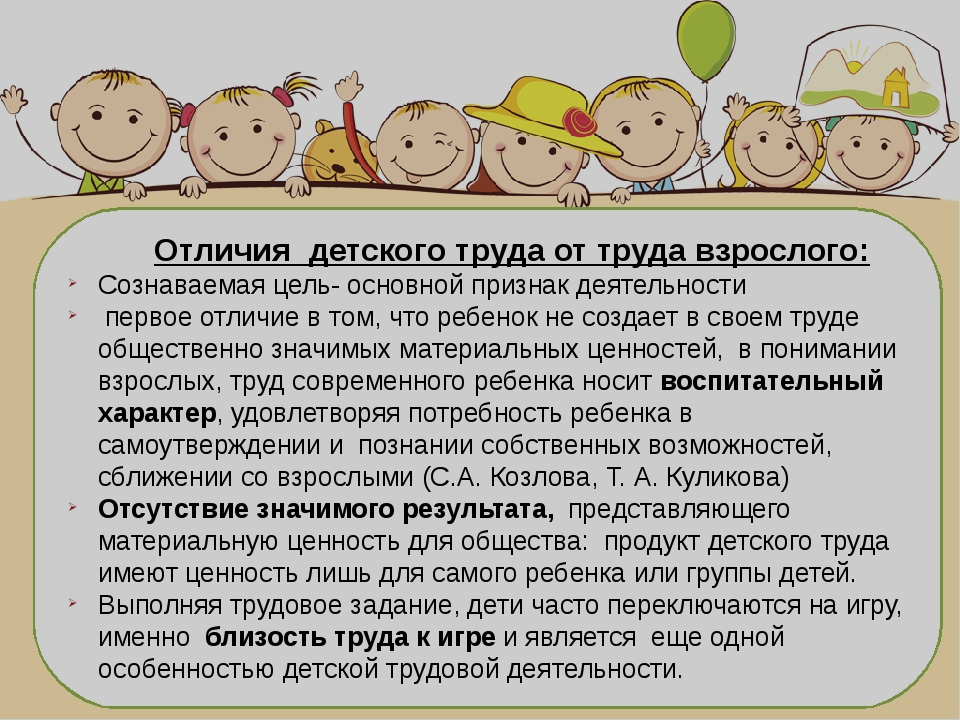 Отличия  детского труда от труда взрослого:
Сознаваемая цель- основной признак деятельности
первое отличие в том, что ребенок не создает в своем труде
общественно значимых материальных ценностей,  в понимании
взрослых, труд современного ребенка носит воспитательный
характер, удовлетворяя потребность ребенка в
самоутверждении и  познании собственных возможностей,
сближении со взрослыми (С.А. Козлова, Т. А. Куликова)
Отсутствие значимого результата,  представляющего
материальную ценность для общества:  продукт детского труда
имеют ценность лишь для самого ребенка или группы детей.
Выполняя трудовое задание, дети часто переключаются на игру,
именно  близость труда к игре и является  еще одной
особенностью детской трудовой деятельности.